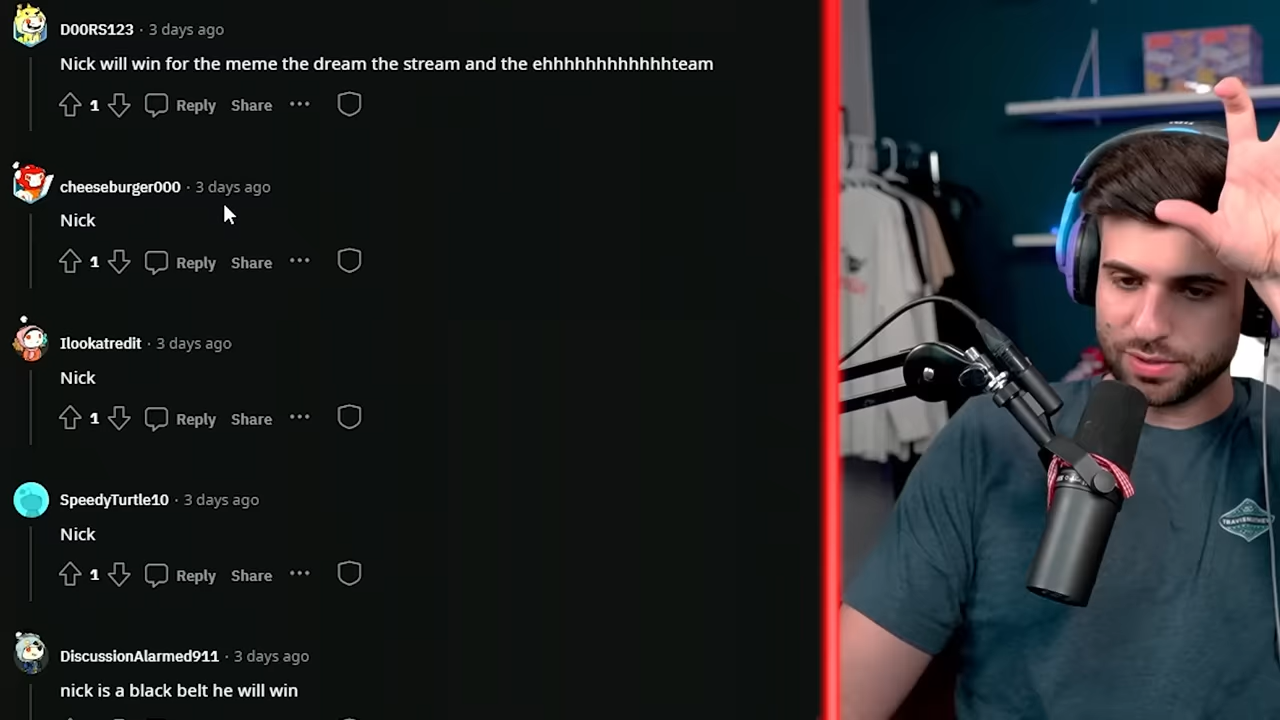 D00RS123 · 3 days ago
Nick will win for the meme the dream the stream and the ehhhhhhhhhhhhteam
1 Reply Share ...
cheeseburger000 · 3 days ago
Nick
1 Reply Share ...
Ilookatredit · 3 days ago
Nick
1 Reply Share ...
SpeedyTurtle10 · 3 days ago
Nick
1 Reply Share ...
DiscussionAlarmed911 · 3 days ago
nick is a black belt he will win